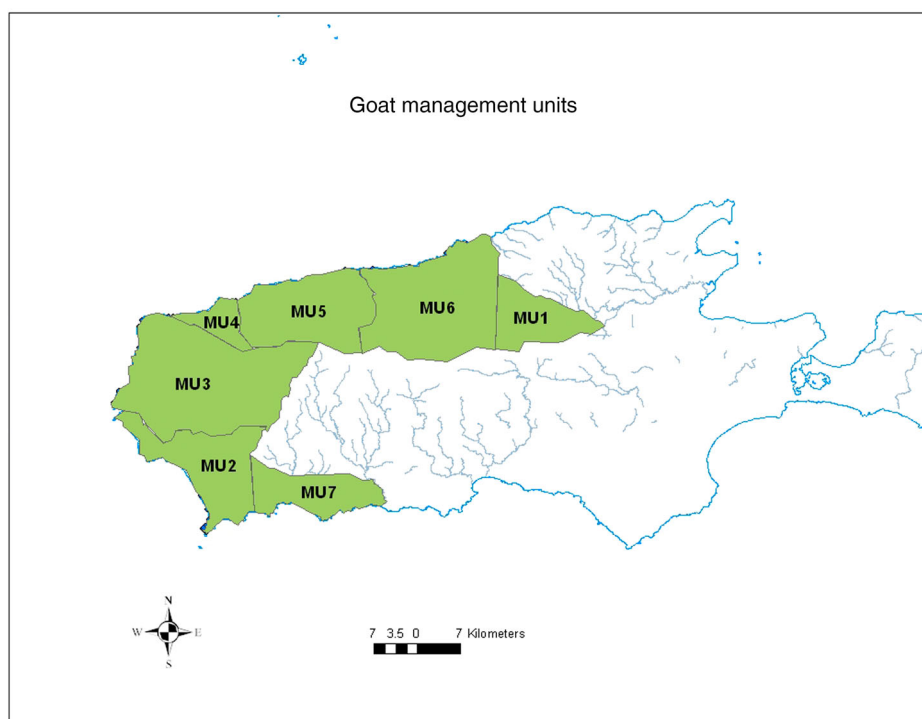 Goat management units
MU4
MU5
MU6
MU1
MU3
MU2
MU7
N
W E
S
7 3.5 0 7 Kilometers